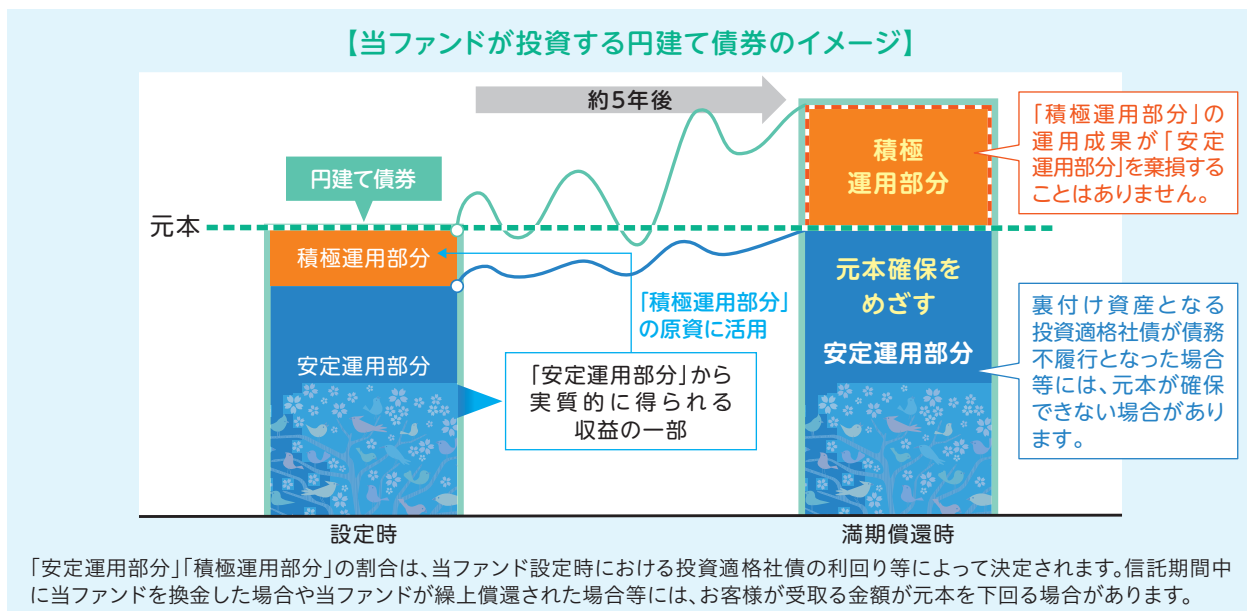 【当ファンドが投資する円建て債券のイメージ】
約5年後
円建て債券
元本
積極運用部分
安定運用部分
「積極運用部分」
の原資に活用
「安定運用部分」から
実質的に得られる
収益の一部
積極
運用部分
元本確保を
めざす
安定運用部分
「積極運用部分」の
運用成果が「安定
運用部分」を棄損する
ことはありません。
裏付け資産となる
投資適格社債が債務
不履行となった場合
等には、元本が確保
できない場合があり
ます。
設定時
満期償還時
「安定運用部分」「積極運用部分」の割合は、当ファンド設定時における投資適格社債の利回り等によって決定されます。信託期間中
に当ファンドを換金した場合や当ファンドが繰上償還された場合等には、お客様が受取る金額が元本を下回る場合があります。